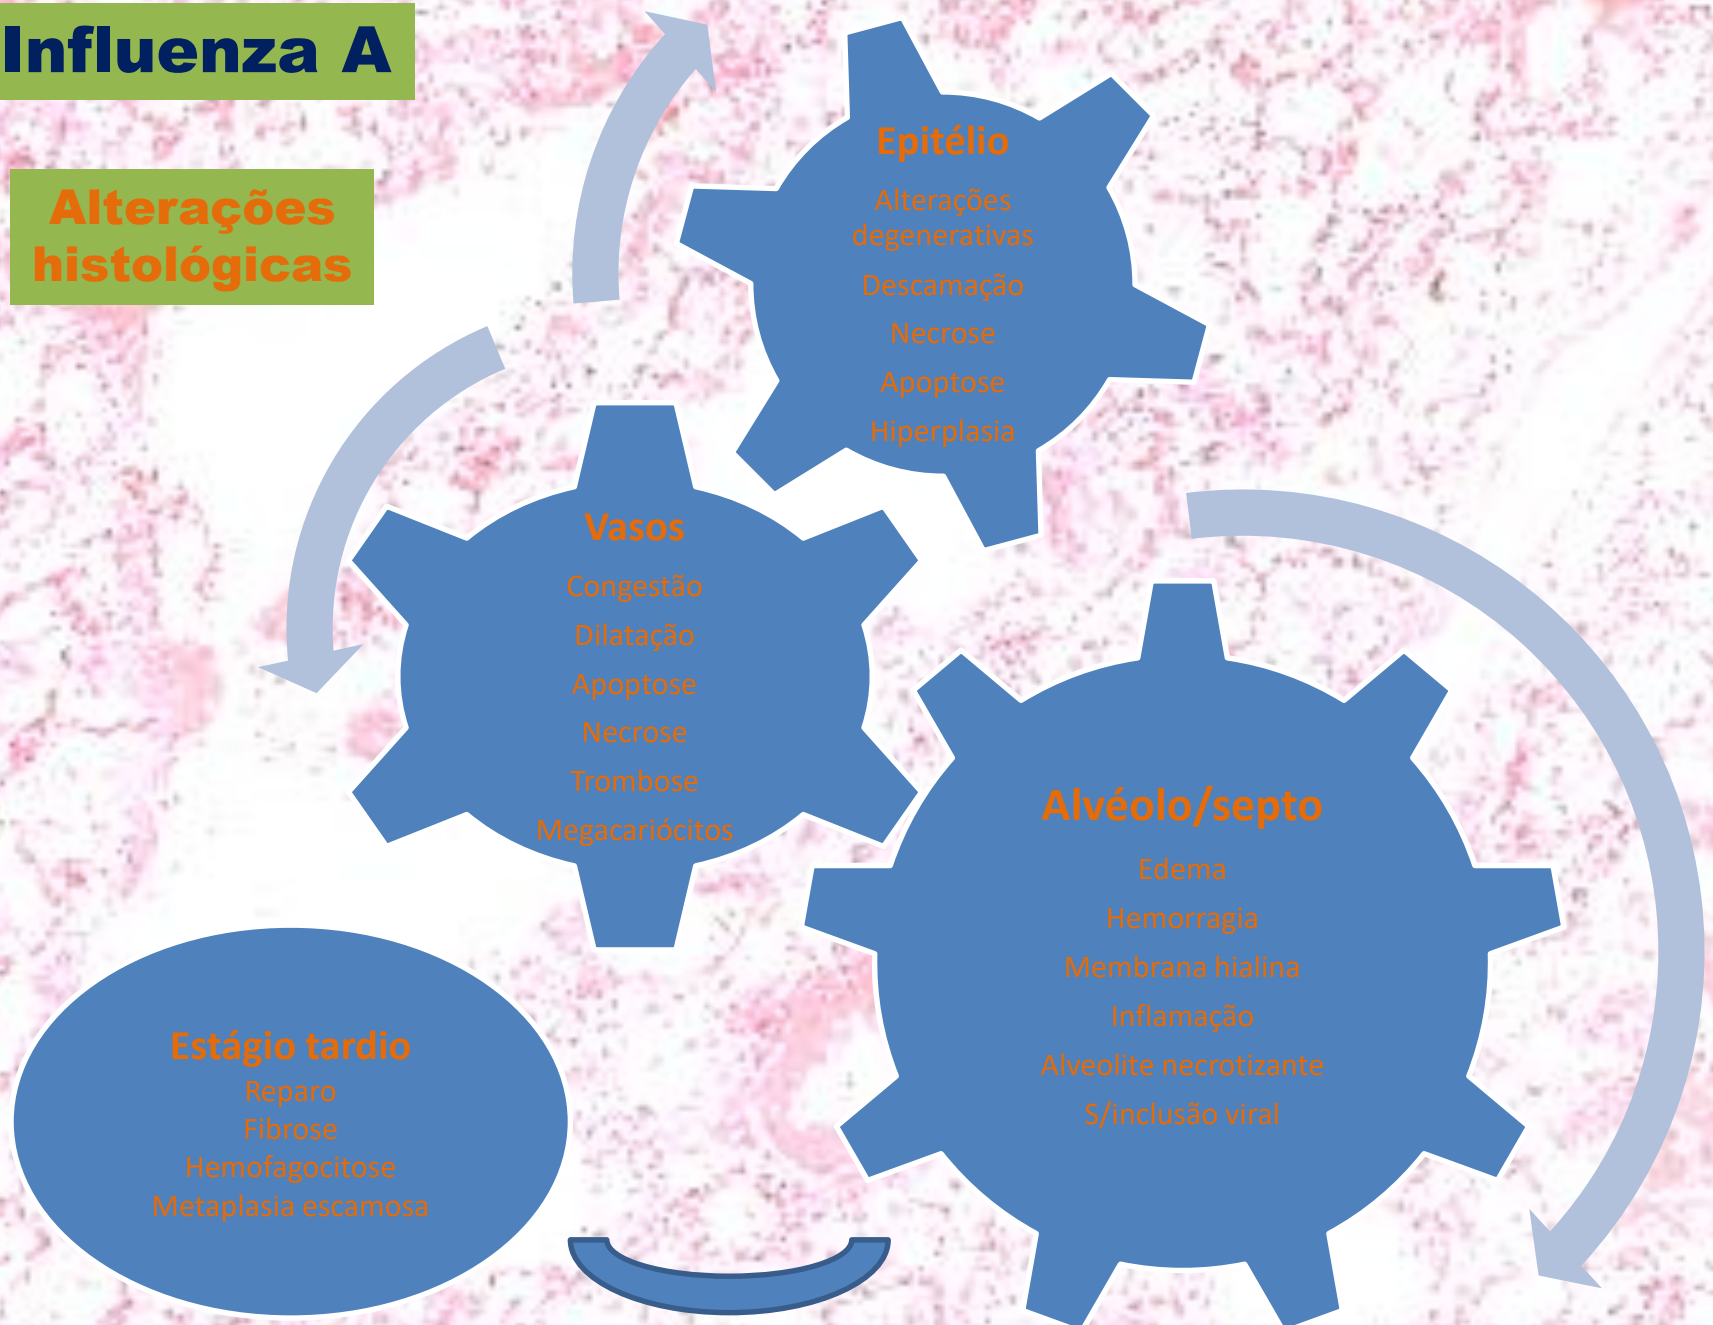 Influenza A
Alterações
histológicas
Epitélio
Alterações
degenerativas
Descamação
Necrose
Apoptose
Hiperplasia
Vasos
Congestão
Dilatação
Apoptose
Necrose
Trombose
Megacariócitos
Alvéolo/septo
Edema
Hemorragia
Membrana hialina
Inflamação
Alveolite necrotizante
S/inclusão viral
Estágio tardio
Reparo
Fibrose
Hemofagocitose
Metaplasia escamosa